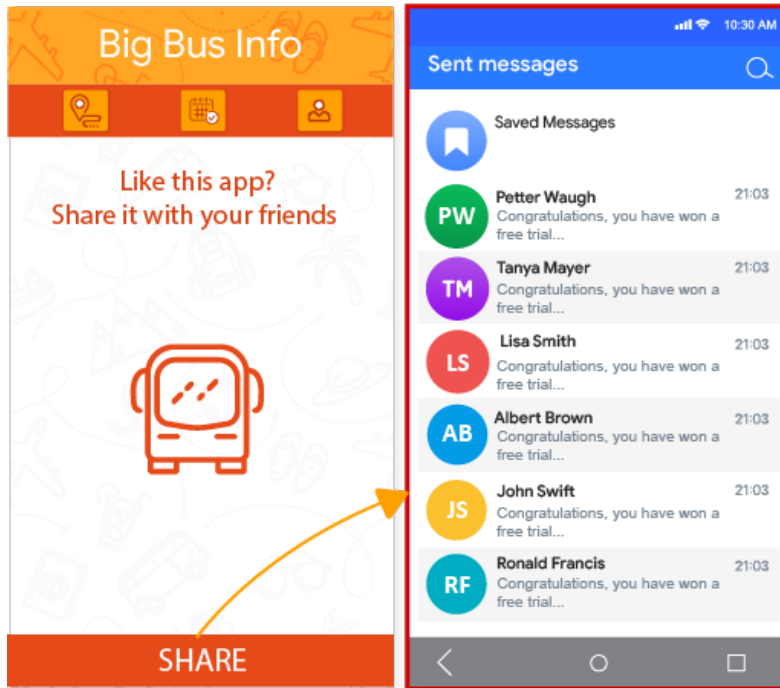 Big Bus Info
Like this app?
Share it with your friends
SHARE
10:30 AM
Sent messages
Saved Messages
PW
Petter Waugh
21:03
Congratulations, you have won a
free trial...
TM
Tanya Mayer
21:03
Congratulations, you have won a
free trial...
LS
Lisa Smith
21:03
Congratulations, you have won a
free trial...
AB
Albert Brown
21:03
Congratulations, you have won a
free trial...
JS
John Swift
21:03
Congratulations, you have won a
free trial...
RF
Ronald Francis
21:03
Congratulations, you have won a
free trial...